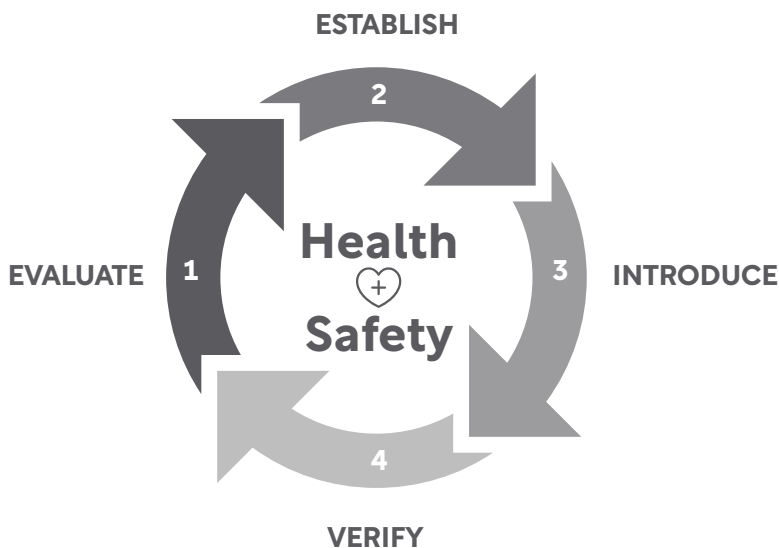 ESTABLISH
2
Health
EVALUATE
1
3
INTRODUCE
Safety
4
VERIFY